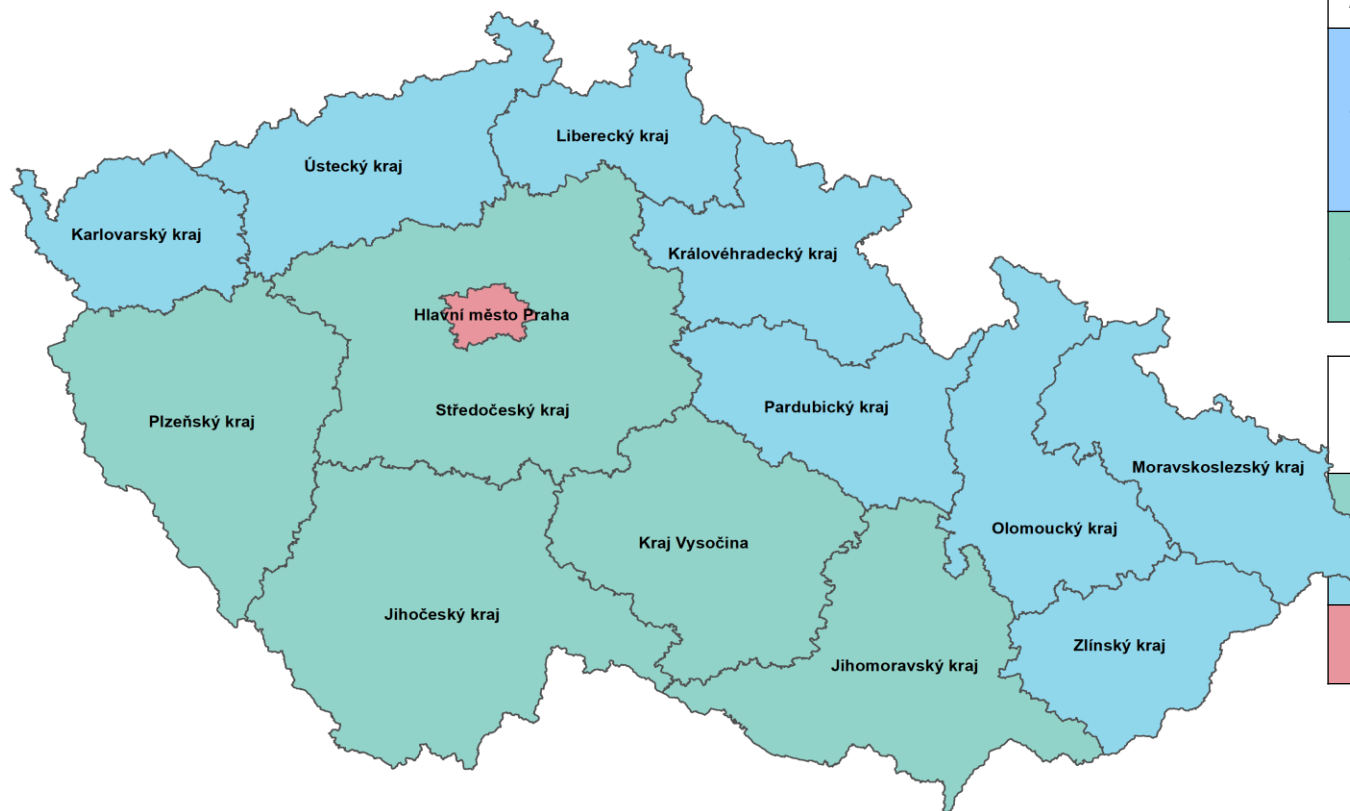 Liberecký kraj
Ústecký kraj
Karlovarský kraj
Královéhradecký kraj
Hlavní město Praha
Pardubický kraj
Středočeský kraj
Plzeňský kraj
Moravskoslezský kraj
Olomoucký kraj
Kraj Vysočina
Jihočeský kraj
Zlínský kraj
Jihomoravský kraj